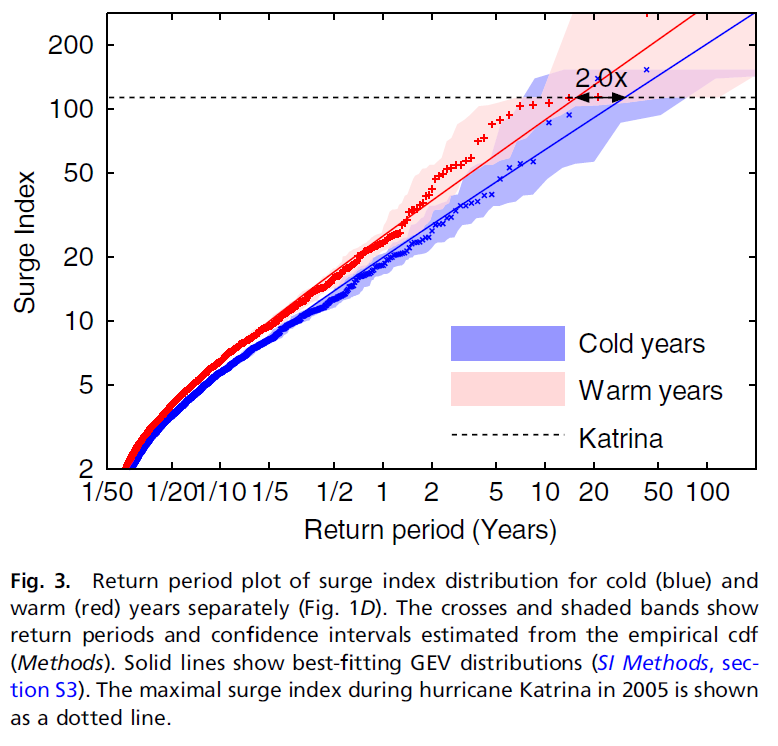 200
2.0x
100
50
Surge Index
20
10
Cold years
5
Warm years
Katrina
2
1/50 1/20 1/10 1/5 1/2 1 2 5 10 20 50 100
Return period (Years)
Fig. 3. Return period plot of surge index distribution for cold (blue) and
warm (red) years separately (Fig. 1D). The crosses and shaded bands show
return periods and confidence intervals estimated from the empirical cdf
(Methods). Solid lines show best-fitting GEV distributions (SI Methods, sec-
tion S3). The maximal surge index during hurricane Katrina in 2005 is shown
as a dotted line.